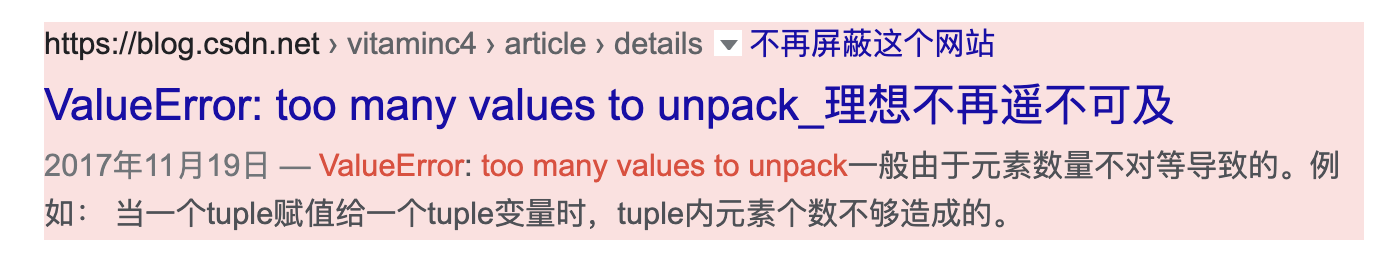 https://blog.csdn.net › vitaminc4 › article › details 不再屏蔽这个网站
ValueError: too many values to unpack_理想不再遥不可及
2017年11月19日 — ValueError: too many values to unpack一般由于元素数量不对等导致的。例
如： 当一个tuple赋值给一个tuple变量时，tuple内元素个数不够造成的。